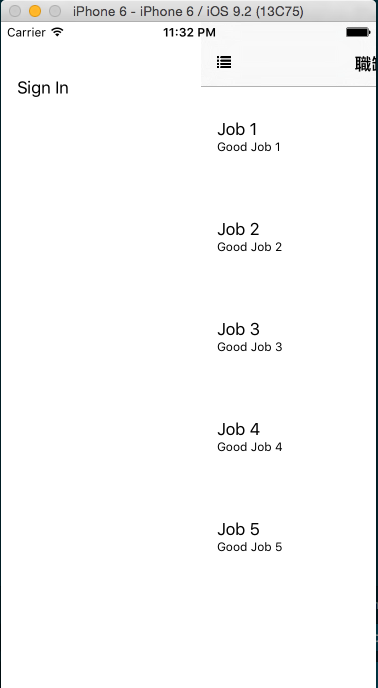 iPhone 6 - iPhone 6 / iOS 9.2 (13C75)
Carrier 11:32 PM
職
Sign In
Job 1
Good Job 1
Job 2
Good Job 2
Job 3
Good Job 3
Job 4
Good Job 4
Job 5
Good Job 5